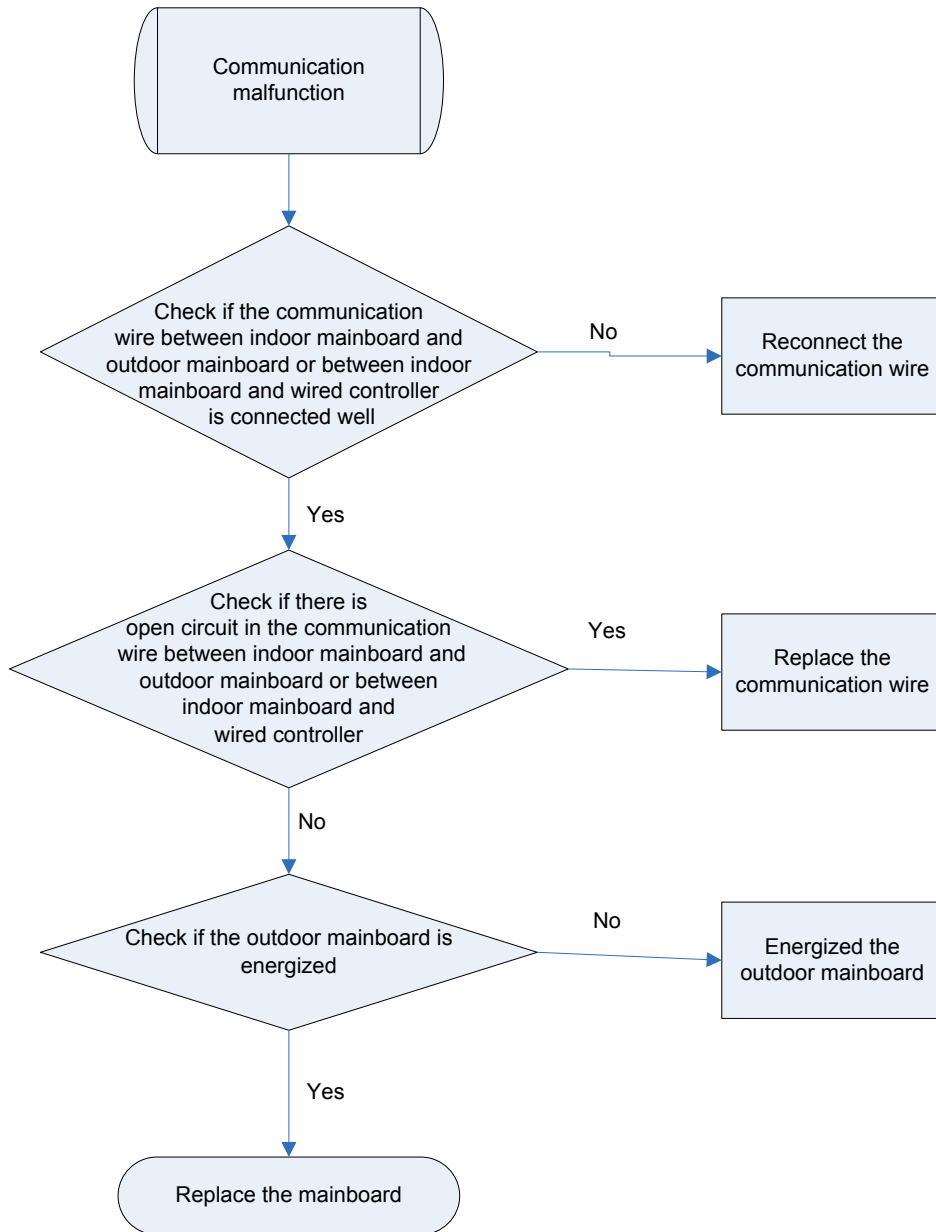 Communication
malfunction
Check if the communication
wire between indoor mainboard and
outdoor mainboard or between indoor
mainboard and wired controller
is connected well
No
Reconnect the
communication wire
Yes
Check if there is
open circuit in the communication
wire between indoor mainboard and
outdoor mainboard or between
indoor mainboard and
wired controller
Yes
Replace the
communication wire
No
Check if the outdoor mainboard is
energized
No
Energized the
outdoor mainboard
Yes
Replace the mainboard